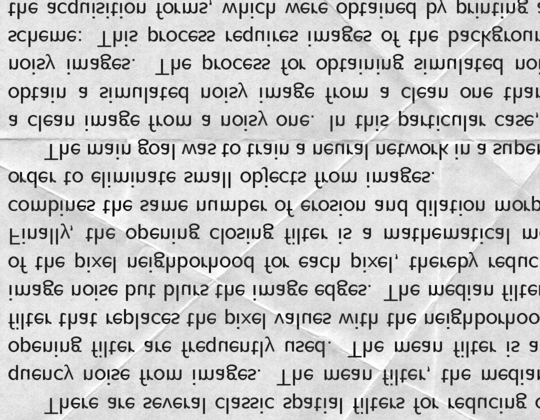 There are several classic spatial filters for reducing
quency noise from images. The mean filter, the median
opening filter are frequently used. The mean filter is a
filter that replaces the pixel values with the neighborhoo
image noise but blurs the image edges. The median filter
of the pixel neighborhood for each pixel, thereby reduc
Finally, the opening closing filter is a mathematical m
combines the same number of erosion and dilation morp
order to eliminate small objects from images.
The main goal was to train a neural network in a super
a clean image from a noisy one. In this particular case,
obtain a simulated noisy image from a clean one than
noisy images. The process for obtaining simulated noi
scheme: This process requires images of the backgroun
the acquisition forms, which were obtained by printing a